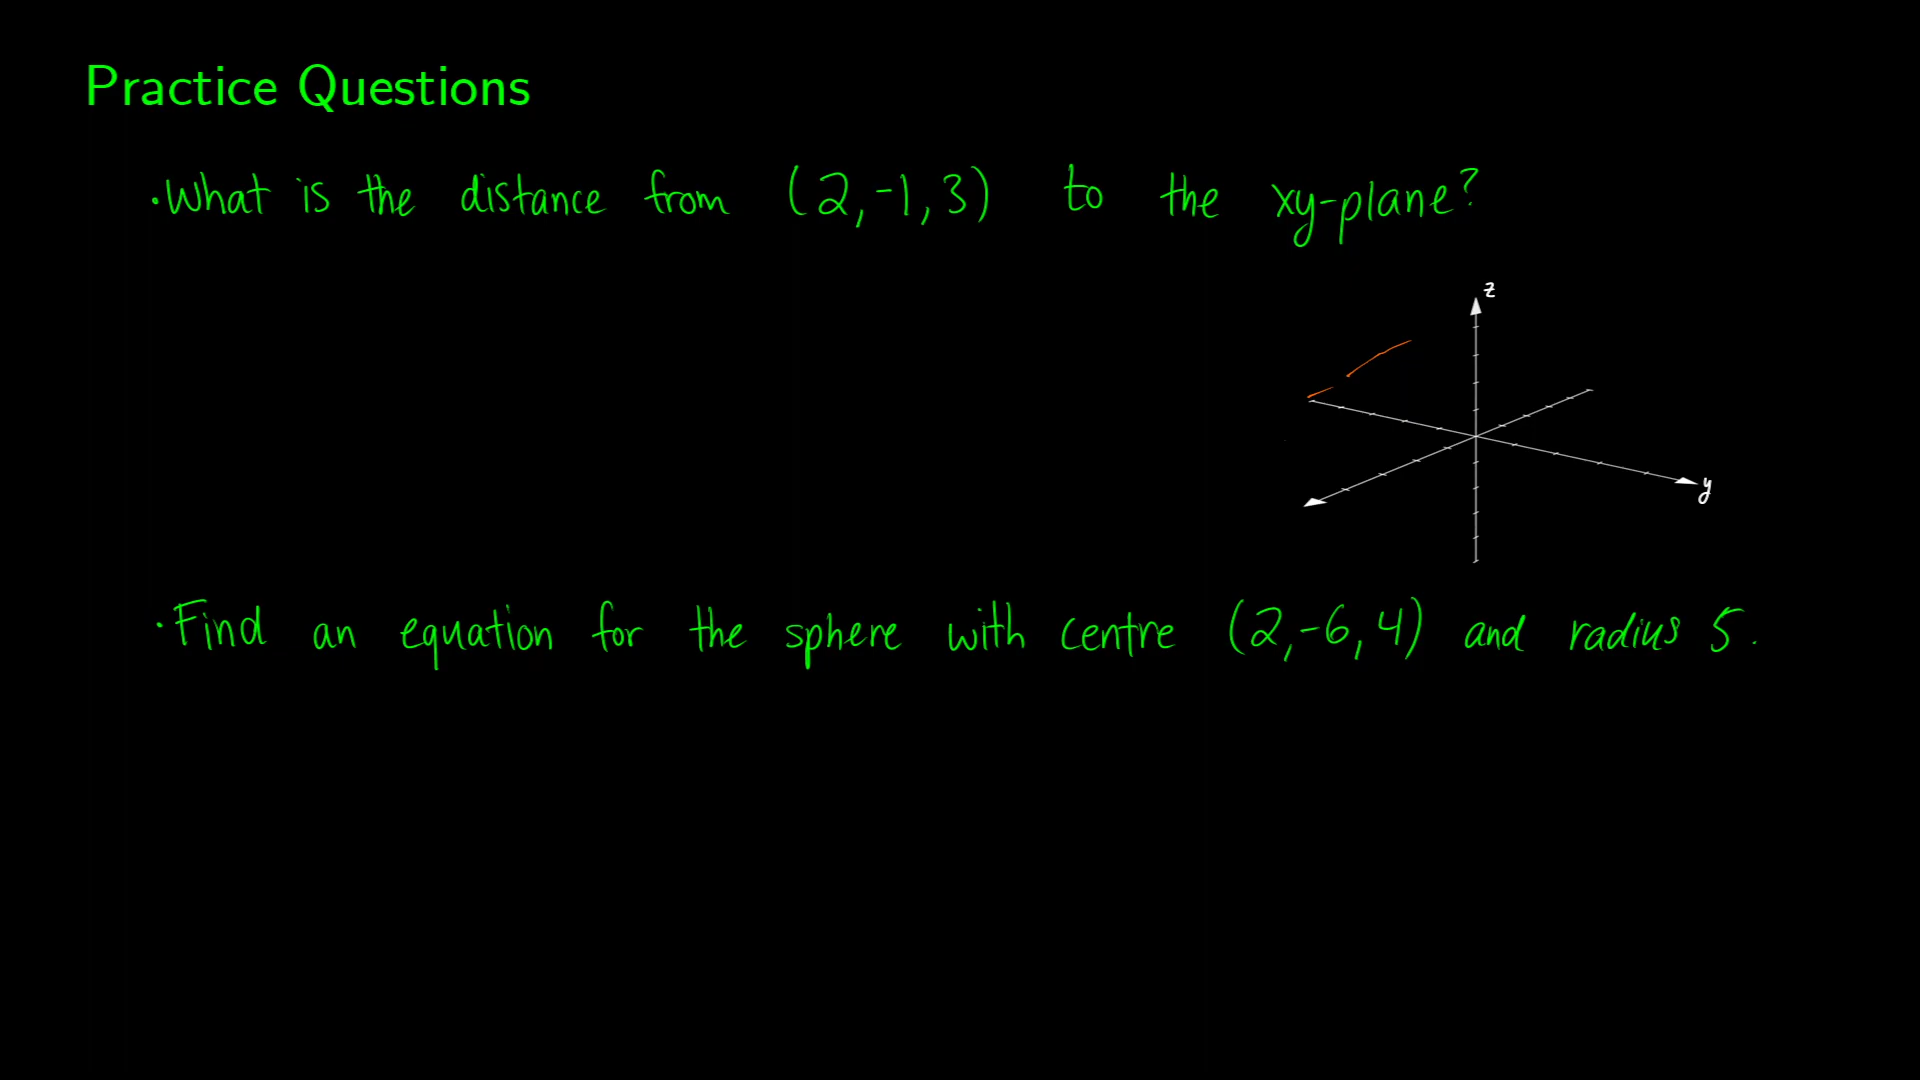 Practice Questions
·What is the distance from (2,-1,3) to the xy-plane?
z
y
·Find an equation for the sphere with centre (2,-6,4) and radius 5.